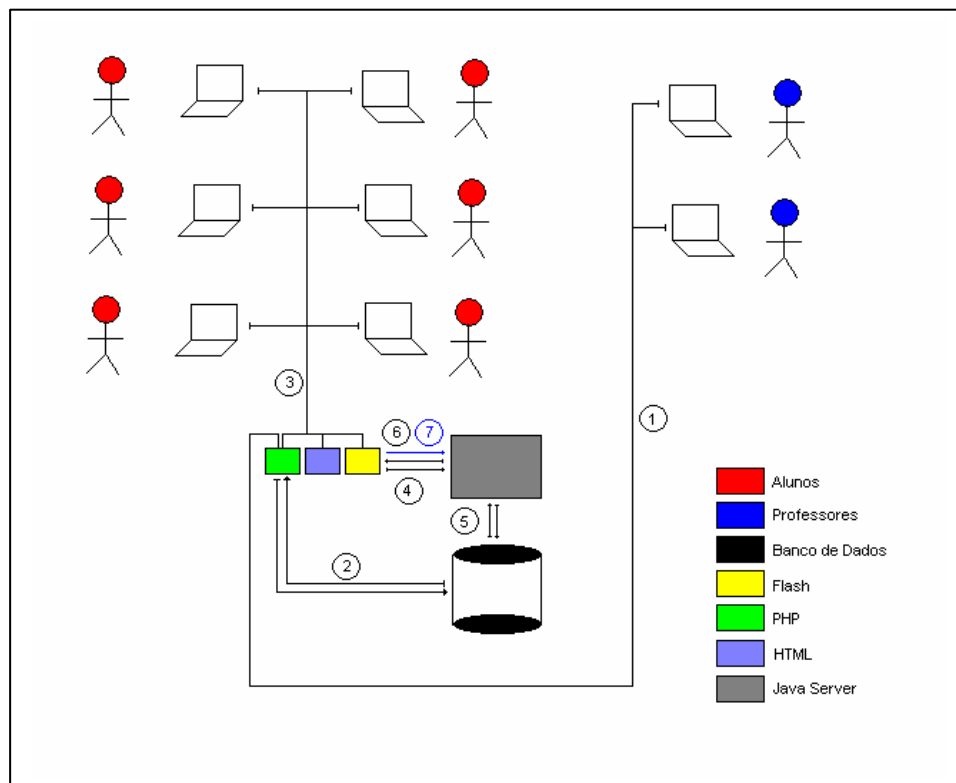 3
6 7
1
4
5
2
Alunos
Professores
Banco de Dados
Flash
PHP
HTML
Java Server